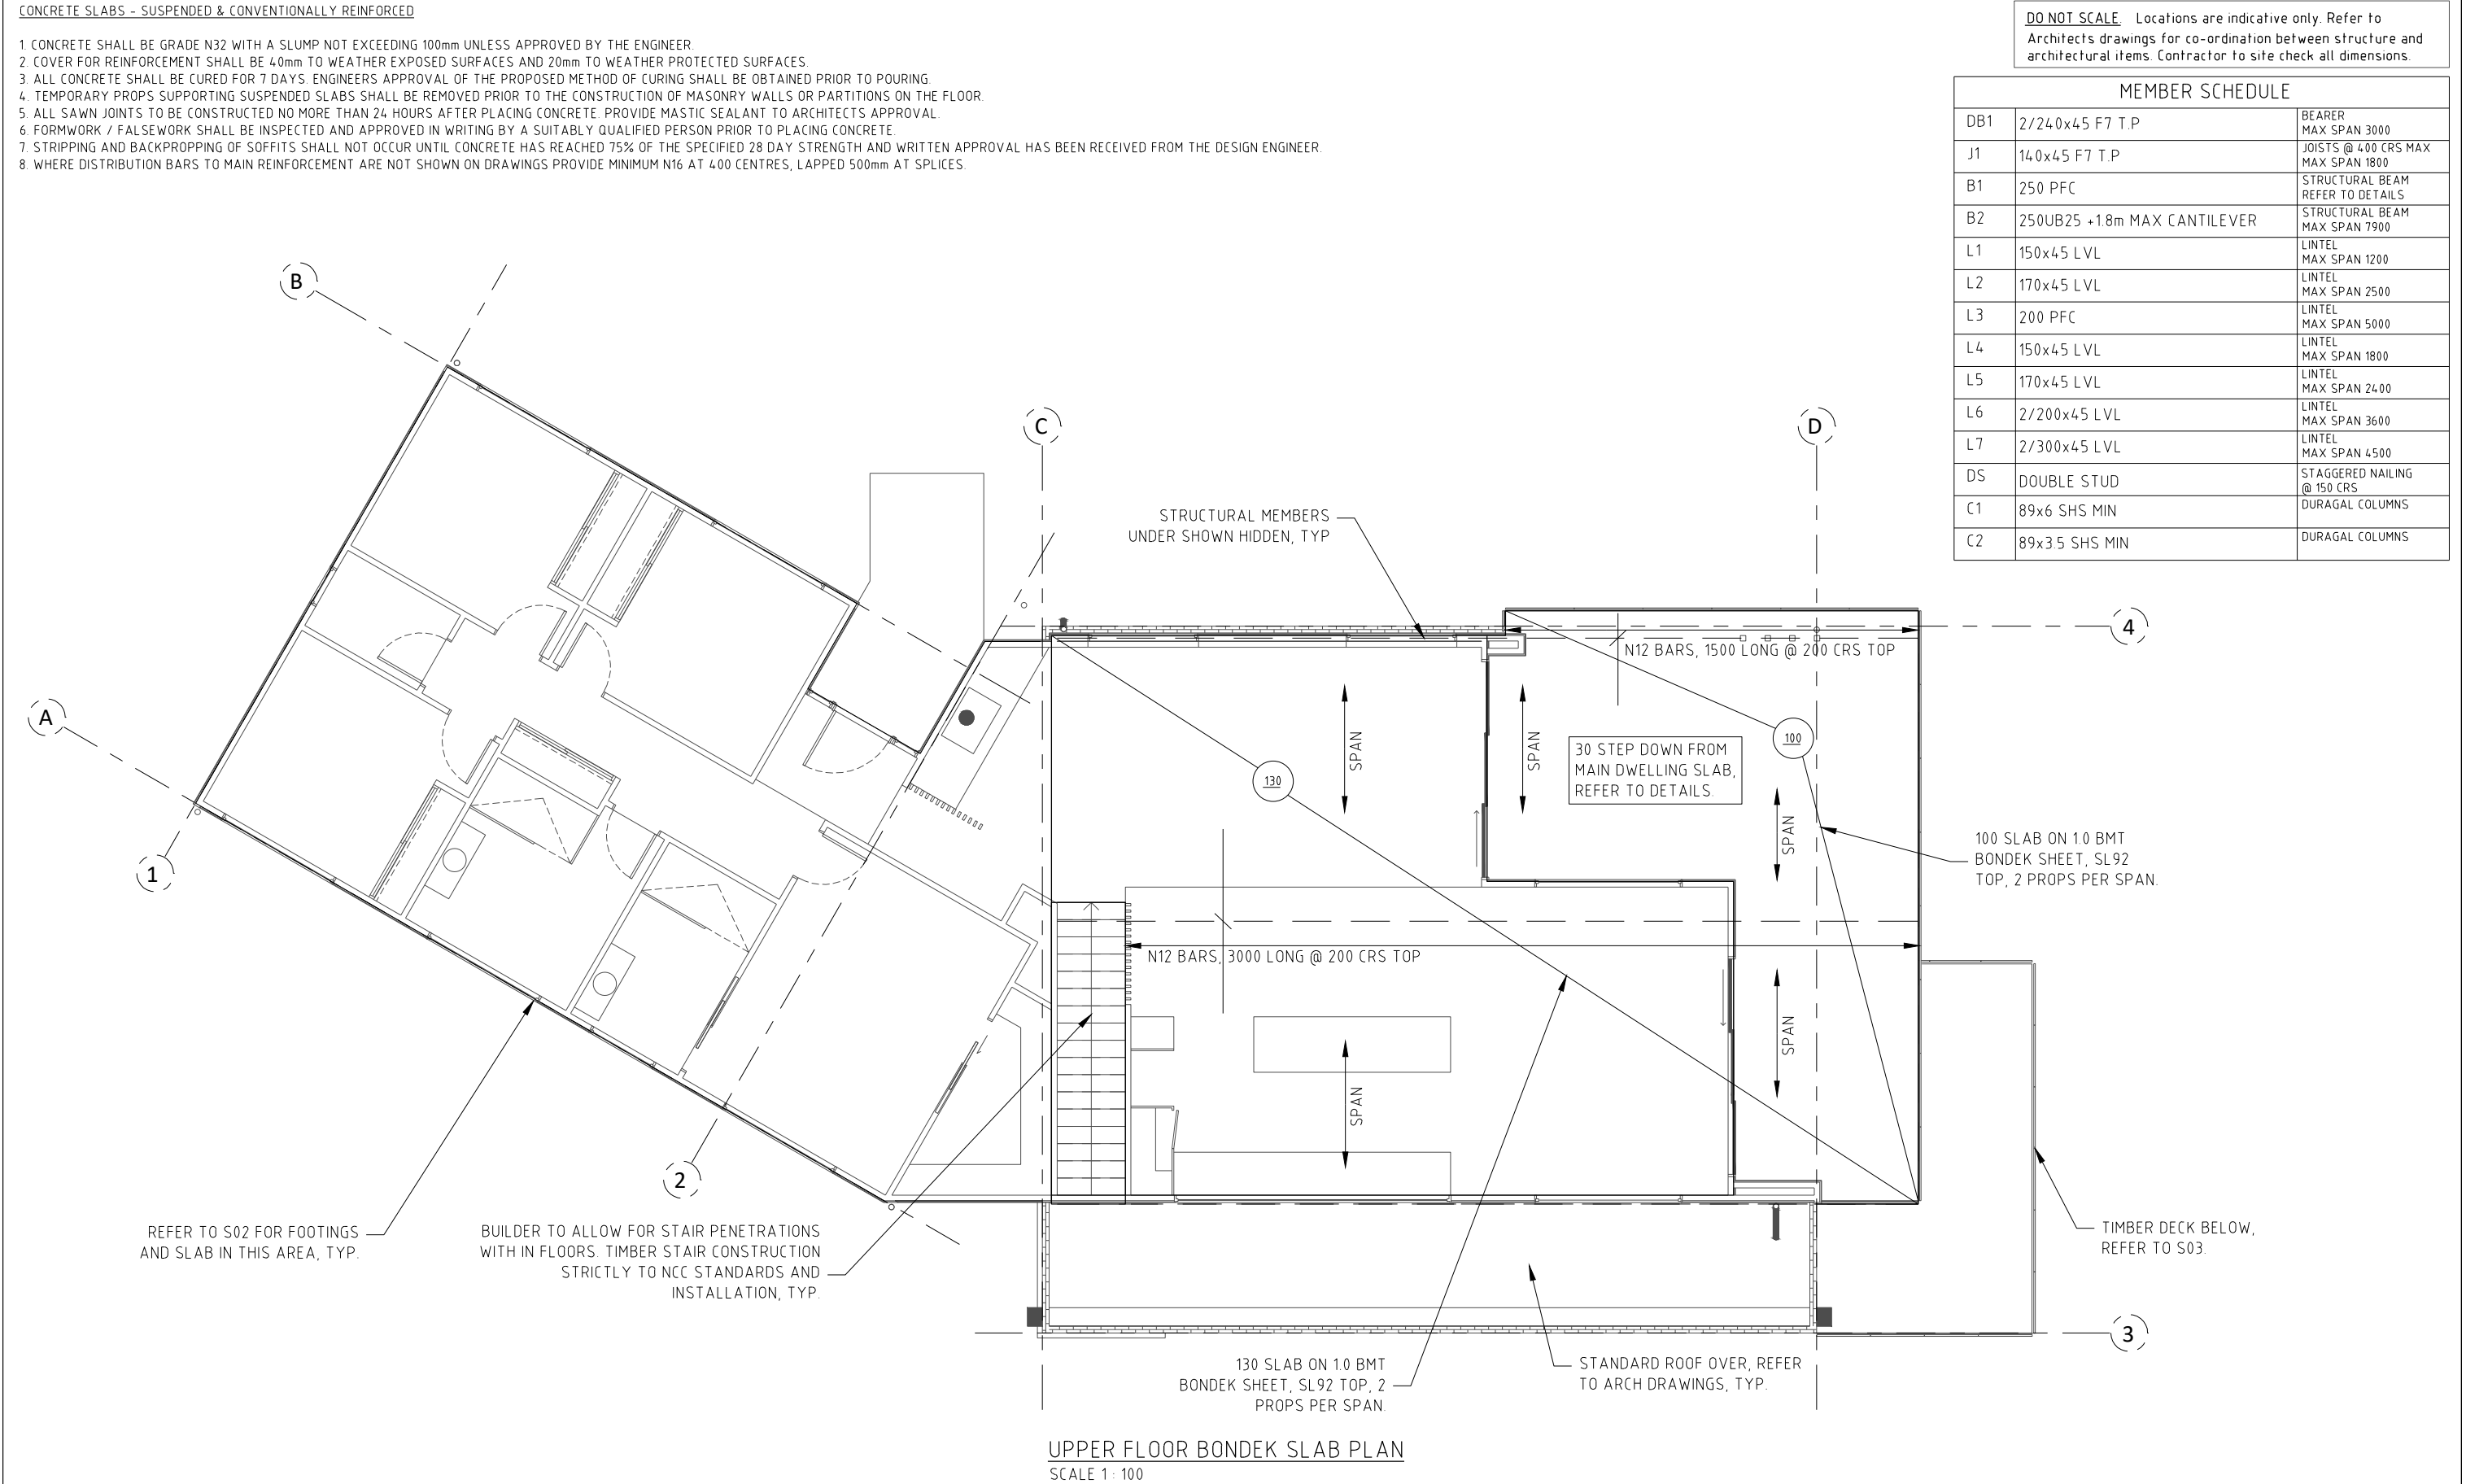 CONCRETE SLABS - SUSPENDED & CONVENTIONALLY REINFORCED
1. CONCRETE SHALL BE GRADE N32 WITH A SLUMP NOT EXCEEDING 100mm UNLESS APPROVED BY THE ENGINEER.
2. COVER FOR REINFORCEMENT SHALL BE 40mm TO WEATHER EXPOSED SURFACES AND 20mm TO WEATHER PROTECTED SURFACES.
3. ALL CONCRETE SHALL BE CURED FOR 7 DAYS. ENGINEERS APPROVAL OF THE PROPOSED METHOD OF CURING SHALL BE OBTAINED PRIOR TO POURING.
4. TEMPORARY PROPS SUPPORTING SUSPENDED SLABS SHALL BE REMOVED PRIOR TO THE CONSTRUCTION OF MASONRY WALLS OR PARTITIONS ON THE FLOOR.
5. ALL SAWN JOINTS TO BE CONSTRUCTED NO MORE THAN 24 HOURS AFTER PLACING CONCRETE. PROVIDE MASTIC SEALANT TO ARCHITECTS APPROVAL.
6. FORMWORK / FALSEWORK SHALL BE INSPECTED AND APPROVED IN WRITING BY A SUITABLY QUALIFIED PERSON PRIOR TO PLACING CONCRETE.
7. STRIPPING AND BACKPROPPING OF SOFFITS SHALL NOT OCCUR UNTIL CONCRETE HAS REACHED 75% OF THE SPECIFIED 28 DAY STRENGTH AND WRITTEN APPROVAL HAS BEEN RECEIVED FROM THE DESIGN ENGINEER.
8. WHERE DISTRIBUTION BARS TO MAIN REINFORCEMENT ARE NOT SHOWN ON DRAWINGS PROVIDE MINIMUM N16 AT 400 CENTRES, LAPPED 500mm AT SPLICES.
DO NOT SCALE. Locations are indicative only. Refer to
Architects drawings for co-ordination between structure and
architectural items. Contractor to site check all dimensions.
MEMBER SCHEDULE
DB1 2/240x45 F7 T.P BEARER
MAX SPAN 3000
J1 140x45 F7 T.P JOISTS @ 400 CRS MAX
MAX SPAN 1800
B1 250 PFC STRUCTURAL BEAM
REFER TO DETAILS
B2 250UB25 +1.8m MAX CANTILEVER STRUCTURAL BEAM
MAX SPAN 7900
L1 150x45 LVL LINTEL
MAX SPAN 1200
L2 170x45 LVL LINTEL
MAX SPAN 2500
L3 200 PFC LINTEL
MAX SPAN 5000
L4 150x45 LVL LINTEL
MAX SPAN 1800
L5 170x45 LVL LINTEL
MAX SPAN 2400
L6 2/200x45 LVL LINTEL
MAX SPAN 3600
L7 2/300x45 LVL LINTEL
MAX SPAN 4500
DS DOUBLE STUD STAGGERED NAILING
@ 150 CRS
C1 89x6 SHS MIN DURAGAL COLUMNS
C2 89x3.5 SHS MIN DURAGAL COLUMNS
B
C
D
A
1
2
4
3
STRUCTURAL MEMBERS
UNDER SHOWN HIDDEN, TYP
N12 BARS, 1500 LONG @ 200 CRS TOP
SPAN
SPAN
30 STEP DOWN FROM
MAIN DWELLING SLAB,
REFER TO DETAILS.
100
130
SPAN
100 SLAB ON 1.0 BMT
BONDEK SHEET, SL92
TOP, 2 PROPS PER SPAN.
N12 BARS, 3000 LONG @ 200 CRS TOP
SPAN
SPAN
REFER TO S02 FOR FOOTINGS
AND SLAB IN THIS AREA, TYP.
BUILDER TO ALLOW FOR STAIR PENETRATIONS
WITH IN FLOORS. TIMBER STAIR CONSTRUCTION
STRICTLY TO NCC STANDARDS AND
INSTALLATION, TYP.
TIMBER DECK BELOW,
REFER TO S03.
130 SLAB ON 1.0 BMT
BONDEK SHEET, SL92 TOP, 2
PROPS PER SPAN.
STANDARD ROOF OVER, REFER
TO ARCH DRAWINGS, TYP.
UPPER FLOOR BONDEK SLAB PLAN
SCALE 1 : 100